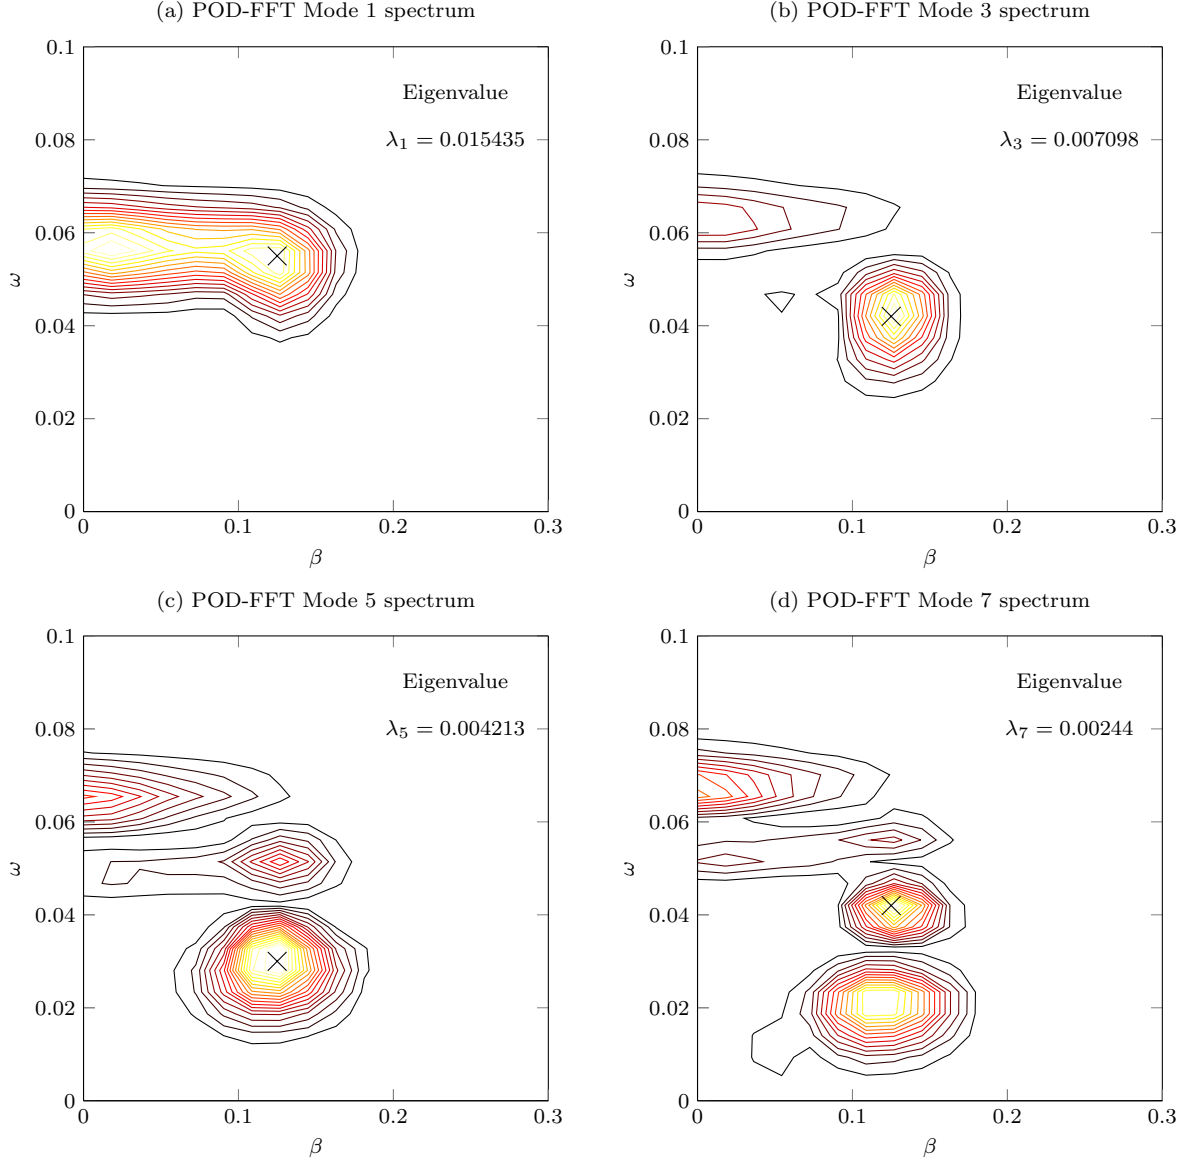 (a) POD-FFT Mode 1 spectrum
0.1
0.08
0.06
0.04
0.02
0
ω
Eigenvalue
λ₁ = 0.015435
0
0.1
0.2
0.3
β
(b) POD-FFT Mode 3 spectrum
0.1
0.08
0.06
0.04
0.02
0
ω
Eigenvalue
λ₃ = 0.007098
0
0.1
0.2
0.3
β
(c) POD-FFT Mode 5 spectrum
0.1
0.08
0.06
0.04
0.02
0
ω
Eigenvalue
λ₅ = 0.004213
0
0.1
0.2
0.3
β
(d) POD-FFT Mode 7 spectrum
0.1
0.08
0.06
0.04
0.02
0
ω
Eigenvalue
λ₇ = 0.00244
0
0.1
0.2
0.3
β